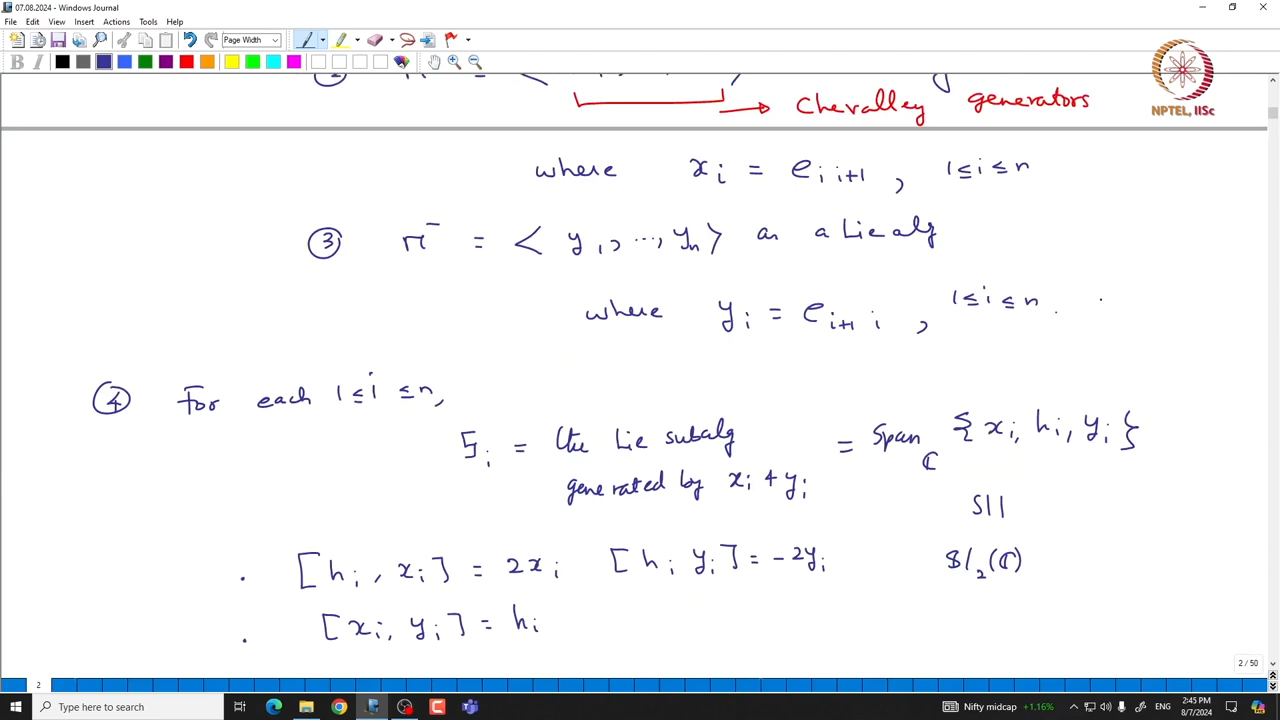 07.08.2024 - Windows Journal
File Edit View Insert Actions Tools Help
Page Width
B I
NPTEL, IISc
Chevalley generators
where x_i = e_{i i+1} , 1≤i≤n
③ n^- = < y_1, ..., y_n > as a Lie alg
where y_i = e_{i+1 i} , 1≤i≤n .
④ For each 1≤i≤n,
S_i = the Lie subalg generated by x_i + y_i = Span_ℂ { x_i, h_i, y_i }
SII
[h_i, x_i] = 2x_i [h_i y_i] = -2y_i sl_2(ℂ)
[x_i, y_i] = h_i
2 / 50
2
Type here to search
Nifty midcap +1.16%
ENG
2:45 PM
8/7/2024